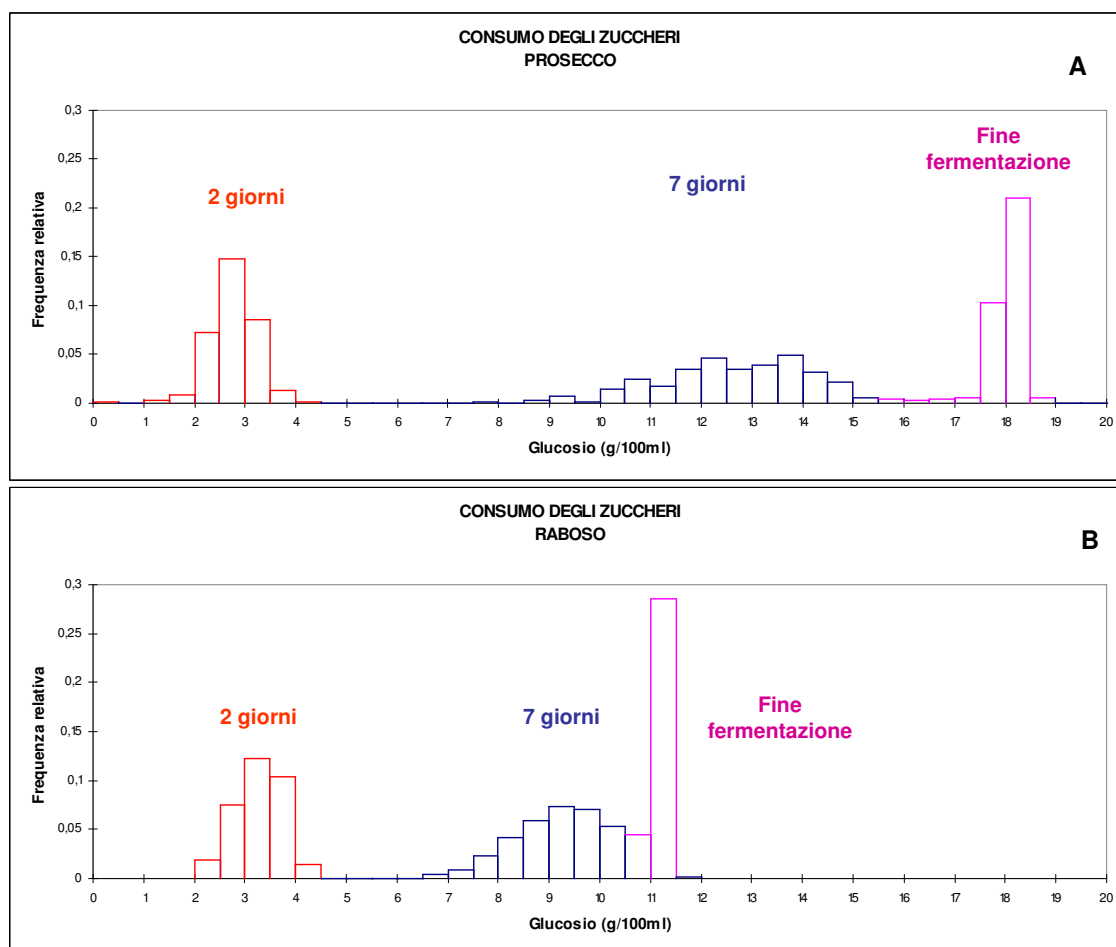 CONSUMO DEGLI ZUCCHERI
PROSECCO
A
Frequenza relativa
0,3
0,25
0,2
0,15
0,1
0,05
0
2 giorni
7 giorni
Fine
fermentazione
0 1 2 3 4 5 6 7 8 9 10 11 12 13 14 15 16 17 18 19 20
Glucosio (g/100ml)
CONSUMO DEGLI ZUCCHERI
RABOSO
B
Frequenza relativa
0,3
0,25
0,2
0,15
0,1
0,05
0
2 giorni
7 giorni
Fine
fermentazione
0 1 2 3 4 5 6 7 8 9 10 11 12 13 14 15 16 17 18 19 20
Glucosio (g/100ml)